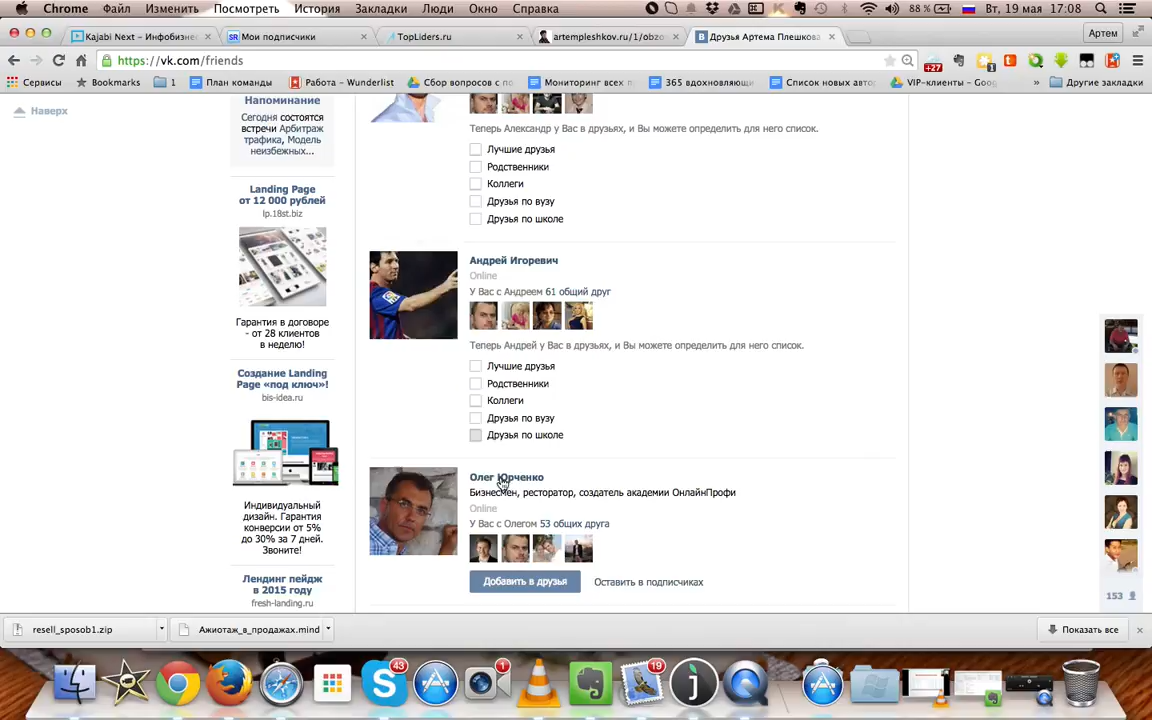 Chrome Файл Изменить Посмотреть История Закладки Люди Окно Справка 88 % Вт, 19 мая 17:08
Kajabi Next – Инфобизне
Мои подписчики
TopLiders.ru
artempleshkov.ru/1/obzo
Друзья Артема Плешкова
Артем
https://vk.com/friends
+27
Сервисы Bookmarks 1 План команды Работа – Wunderlist Сбор вопросов с по Мониторинг всех п 365 вдохновляющи Список новых автос VIP-клиенты – Goog » Другие закладки
Наверх
Напоминание
Сегодня состоятся
встречи Арбитраж
трафика, Модель
неизбежных...
Landing Page
от 12 000 рублей
lp.18st.biz
Гарантия в договоре
- от 28 клиентов
в неделю!
Создание Landing
Page «под ключ»!
bis-idea.ru
Индивидуальный
дизайн. Гарантия
конверсии от 5%
до 30% за 7 дней.
Звоните!
Лендинг пейдж
в 2015 году
fresh-landing.ru
Теперь Александр у Вас в друзьях, и Вы можете определить для него список.
Лучшие друзья
Родственники
Коллеги
Друзья по вузу
Друзья по школе
Андрей Игоревич
Online
У Вас с Андреем 61 общий друг
Теперь Андрей у Вас в друзьях, и Вы можете определить для него список.
Лучшие друзья
Родственники
Коллеги
Друзья по вузу
Друзья по школе
Олег Юрченко
Бизнесмен, ресторатор, создатель академии ОнлайнПрофи
Online
У Вас с Олегом 53 общих друга
Добавить в друзья Оставить в подписчиках
153
resell_sposob1.zip
Ажиотаж_в_продажах.mind
Показать все
43
1
19